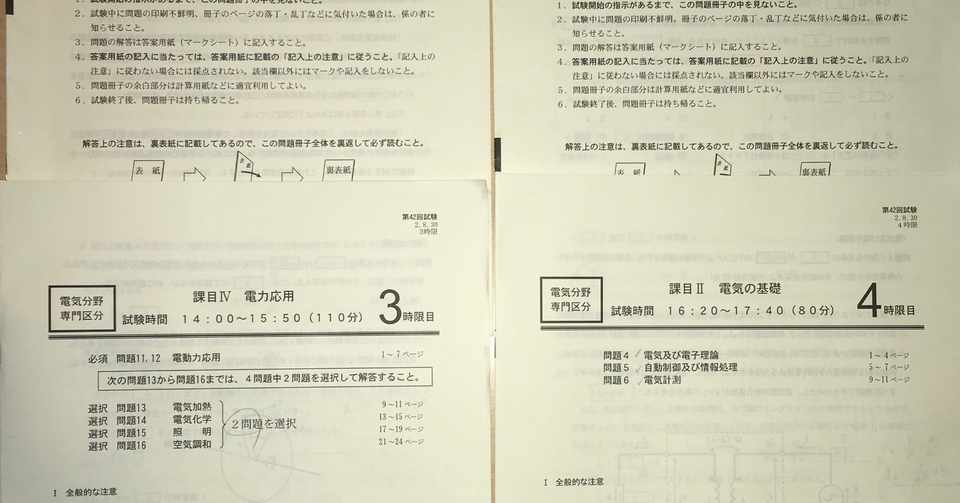 1．試験開始の指示があるまで，この問題冊子の中を見ないこと。
2．試験中に問題の印刷不鮮明，冊子のページの落丁・乱丁などに気付いた場合は，係の者に
知らせること。
3．問題の解答は答案用紙（マークシート）に記入すること。
4．答案用紙の記入に当たっては、答案用紙に記載の「記入上の注意」に従うこと。「記入上の
注意」に従わない場合には採点されない。該当欄以外にはマークや記入をしないこと。
5．問題冊子の余白部分は計算用紙などに適宜利用してよい。
6．試験終了後、問題冊子は持ち帰ること。
解答上の注意は、裏表紙に記載してあるので、この問題冊子全体を裏返して必ず読むこと。
表 紙
裏表紙
第42回試験
2. 8. 30
3時限
電気分野
専門区分
課目Ⅳ 電力応用
試験時間 14：00～15：50（110分）
3時限目
必須 問題11, 12 電動力応用 1～7ページ
次の問題13から問題16までは、4問題中2問題を選択して解答すること。
選択 問題13 電気加熱 9～11ページ
選択 問題14 電気化学 13～15ページ
選択 問題15 照 明 17～19ページ
選択 問題16 空気調和 21～24ページ
2問題を選択
Ⅰ 全般的な注意
1．試験開始の指示があるまで，この問題冊子の中を見ないこと。
2．試験中に問題の印刷不鮮明，冊子のページの落丁・乱丁などに気付いた場合は，係の者に
知らせること。
3．問題の解答は答案用紙（マークシート）に記入すること。
4．答案用紙の記入に当たっては、答案用紙に記載の「記入上の注意」に従うこと。「記入上の
注意」に従わない場合には採点されない。該当欄以外にはマークや記入をしないこと。
5．問題冊子の余白部分は計算用紙などに適宜利用してよい。
6．試験終了後、問題冊子は持ち帰ること。
解答上の注意は、裏表紙に記載してあるので、この問題冊子全体を裏返して必ず読むこと。
裏表紙
第42回試験
2. 8. 30
4時限
電気分野
専門区分
課目Ⅱ 電気の基礎
試験時間 16：20～17：40（80分）
4時限目
問題4 電気及び電子理論 1～4ページ
問題5 自動制御及び情報処理 5～7ページ
問題6 電気計測 9～11ページ
Ⅰ 全般的な注意